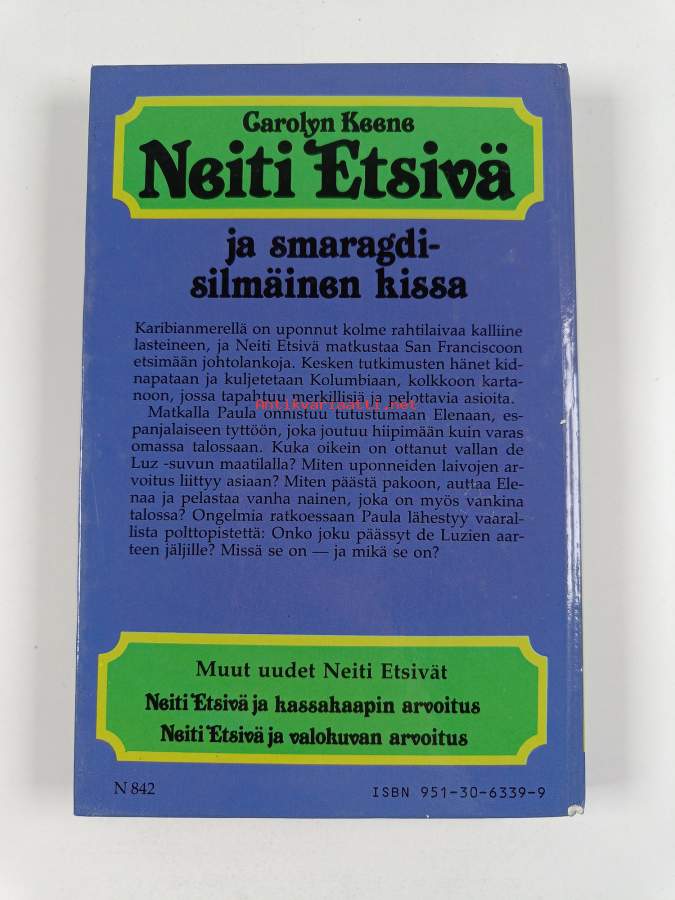 Carolyn Keene
Neiti Etsivä
ja smaragdi-
silmäinen kissa
Karibianmerellä on uponnut kolme rahtilaivaa kalliine
lasteineen, ja Neiti Etsivä matkustaa San Franciscoon
etsimään johtolankoja. Kesken tutkimusten hänet kid-
napataan ja kuljetetaan Kolumbiaan, kolkkoon karta-
noon, jossa tapahtuu merkillisiä ja pelottavia asioita.
Antikvariaatti.net
Matkalla Paula onnistuu tutustumaan Elenaan, es-
panjalaiseen tyttöön, joka joutuu hiipimään kuin varas
omassa talossaan. Kuka oikein on ottanut vallan de
Luz -suvun maatilalla? Miten uponneiden laivojen ar-
voitus liittyy asiaan? Miten päästä pakoon, auttaa Ele-
naa ja pelastaa vanha nainen, joka on myös vankina
talossa? Ongelmia ratkoessaan Paula lähestyy vaaral-
lista polttopistettä: Onko joku päässyt de Luzien aar-
teen jäljille? Missä se on — ja mikä se on?
Muut uudet Neiti Etsivät
Neiti Etsivä ja kassakaapin arvoitus
Neiti Etsivä ja valokuvan arvoitus
N 842
ISBN 951-30-6339-9